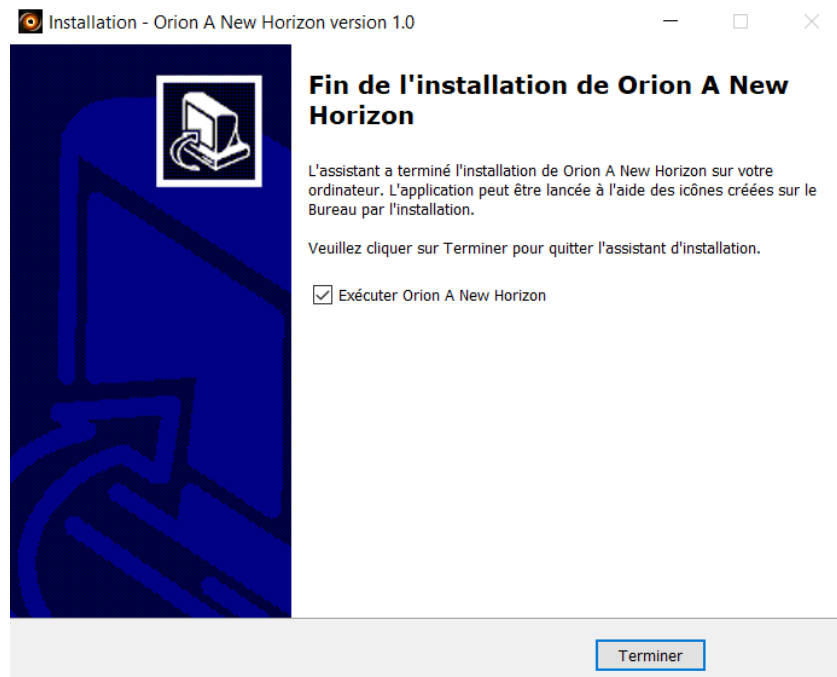 Installation - Orion A New Horizon version 1.0
Fin de l'installation de Orion A New
Horizon
L'assistant a terminé l'installation de Orion A New Horizon sur votre
ordinateur. L'application peut être lancée à l'aide des icônes créées sur le
Bureau par l'installation.
Veuillez cliquer sur Terminer pour quitter l'assistant d'installation.
Exécuter Orion A New Horizon
Terminer